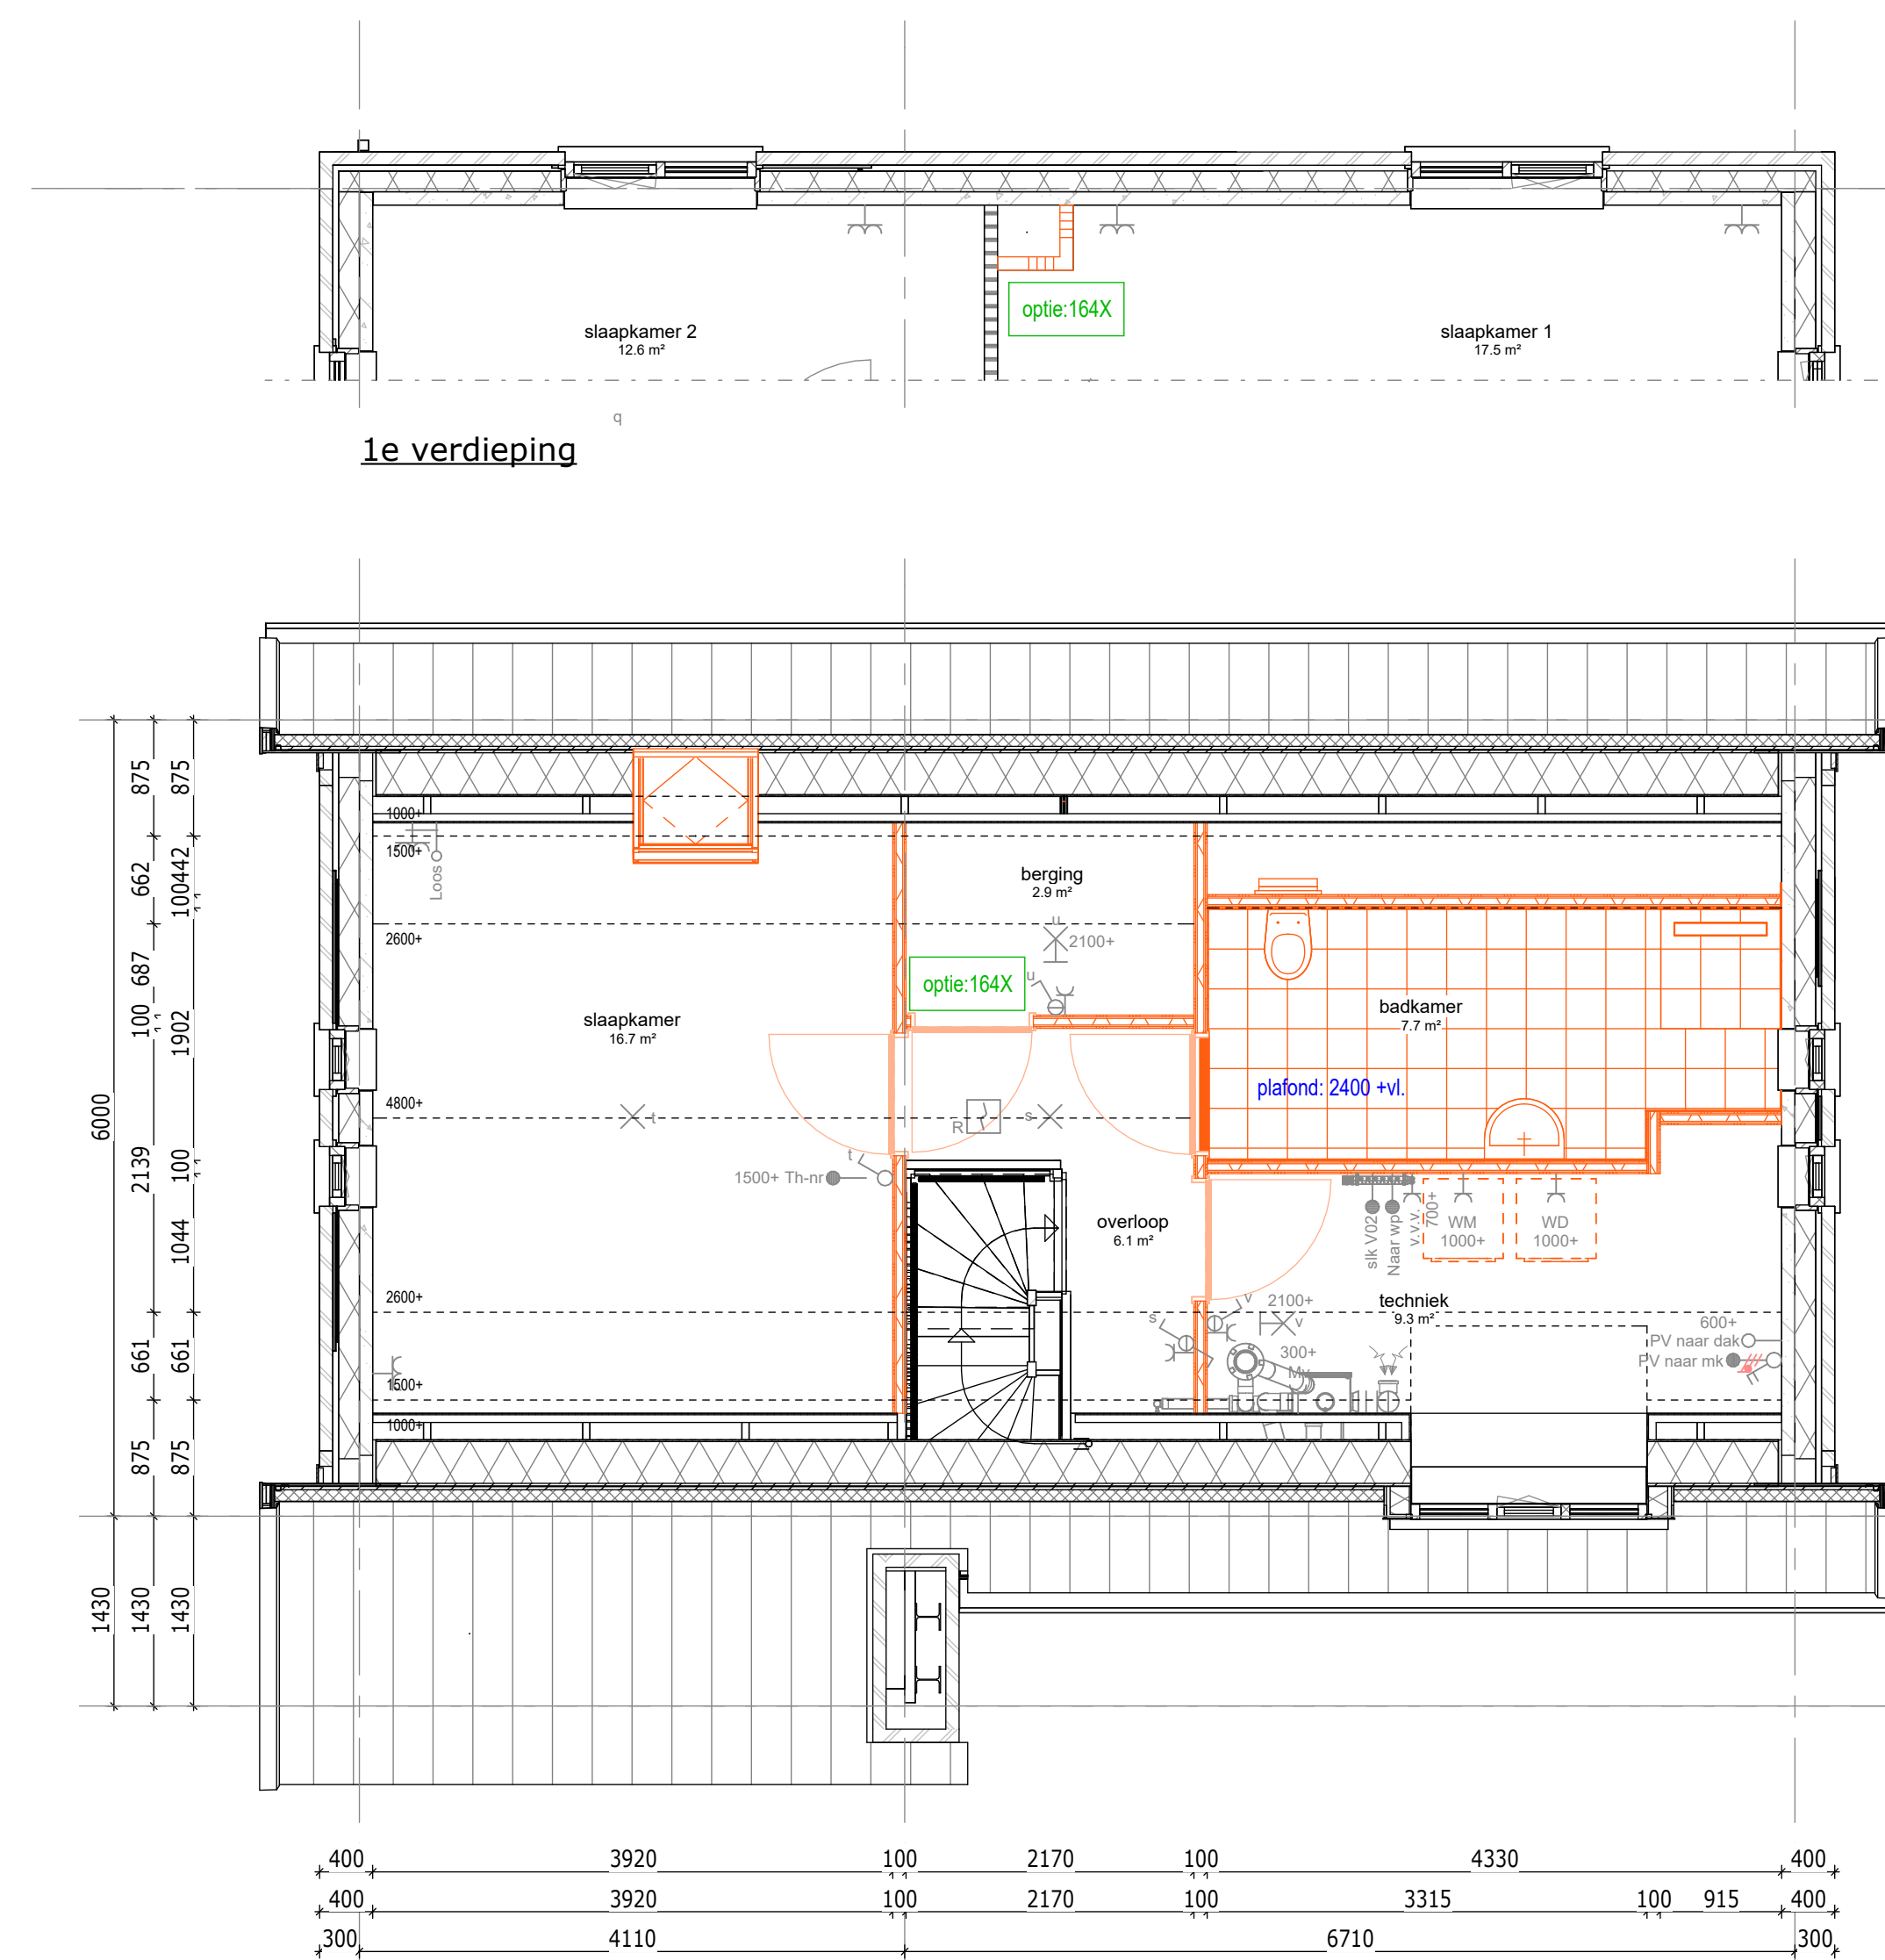 optie:164X
slaapkamer 2
12.6 m²
slaapkamer 1
17.5 m²
q
1e verdieping
875
875
1000+
1500+
Loos
662
100442
berging
2.9 m²
2600+
u
2100+
687
optie:164X
u
badkamer
7.7 m²
100
1902
slaapkamer
16.7 m²
plafond: 2400 +vl.
6000
4800+
t
R
s
2139
100
t
1500+ Th-nr
overloop
6.1 m²
slk V02
Naar wp
v.v.v.
700+
WM
1000+
WD
1000+
1044
2600+
techniek
9.3 m²
s
v
2100+
v
600+
PV naar dak
PV naar mk
300+
Mv
661
661
1500+
1000+
875
875
1430
1430
1430
400
3920
100
2170
100
4330
400
400
3920
100
2170
100
3315
100
915
400
300
4110
6710
300